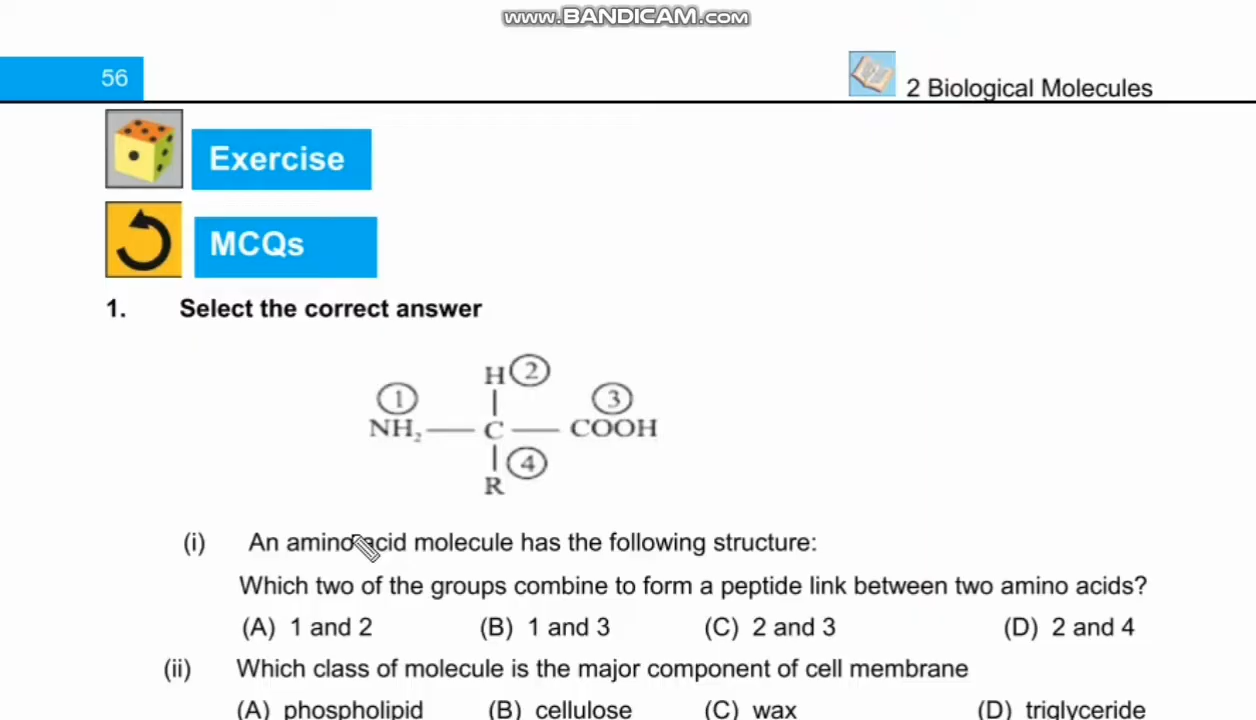 www.BANDICAM.com
56
2 Biological Molecules
Exercise
MCQs
1. Select the correct answer
H ②
① ③
NH₂ — C — COOH
④
R
(i) An amino acid molecule has the following structure:
Which two of the groups combine to form a peptide link between two amino acids?
(A) 1 and 2 (B) 1 and 3 (C) 2 and 3 (D) 2 and 4
(ii) Which class of molecule is the major component of cell membrane
(A) phospholipid (B) cellulose (C) wax (D) triglyceride